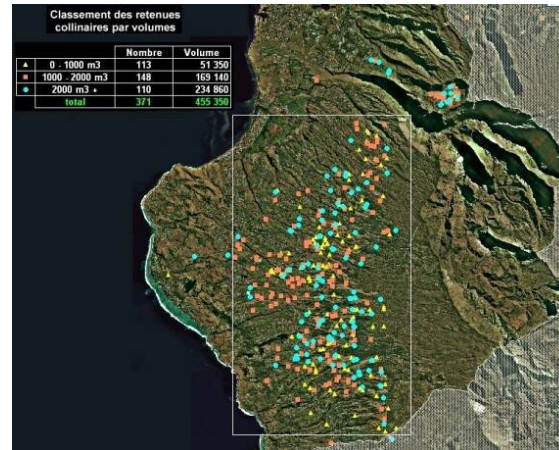 Classement des retenues
collinaires par volumes
Nombre Volume
0 - 1000 m3 113 51 350
1000 - 2000 m3 148 169 140
2000 m3 + 110 234 860
total 371 455 350